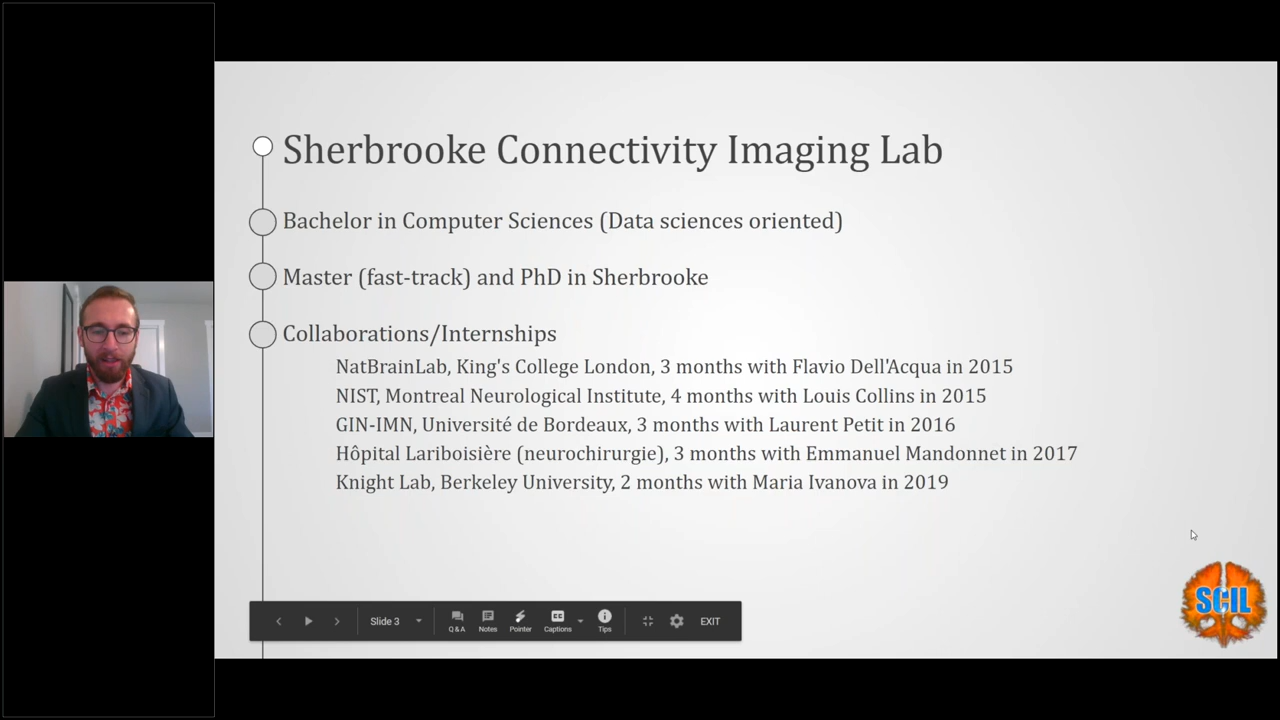 Sherbrooke Connectivity Imaging Lab
Bachelor in Computer Sciences (Data sciences oriented)
Master (fast-track) and PhD in Sherbrooke
Collaborations/Internships
NatBrainLab, King's College London, 3 months with Flavio Dell'Acqua in 2015
NIST, Montreal Neurological Institute, 4 months with Louis Collins in 2015
GIN-IMN, Université de Bordeaux, 3 months with Laurent Petit in 2016
Hôpital Lariboisière (neurochirurgie), 3 months with Emmanuel Mandonnet in 2017
Knight Lab, Berkeley University, 2 months with Maria Ivanova in 2019
SCIL
Slide 3
Q & A
Notes
Pointer
CC
Captions
Tips
EXIT